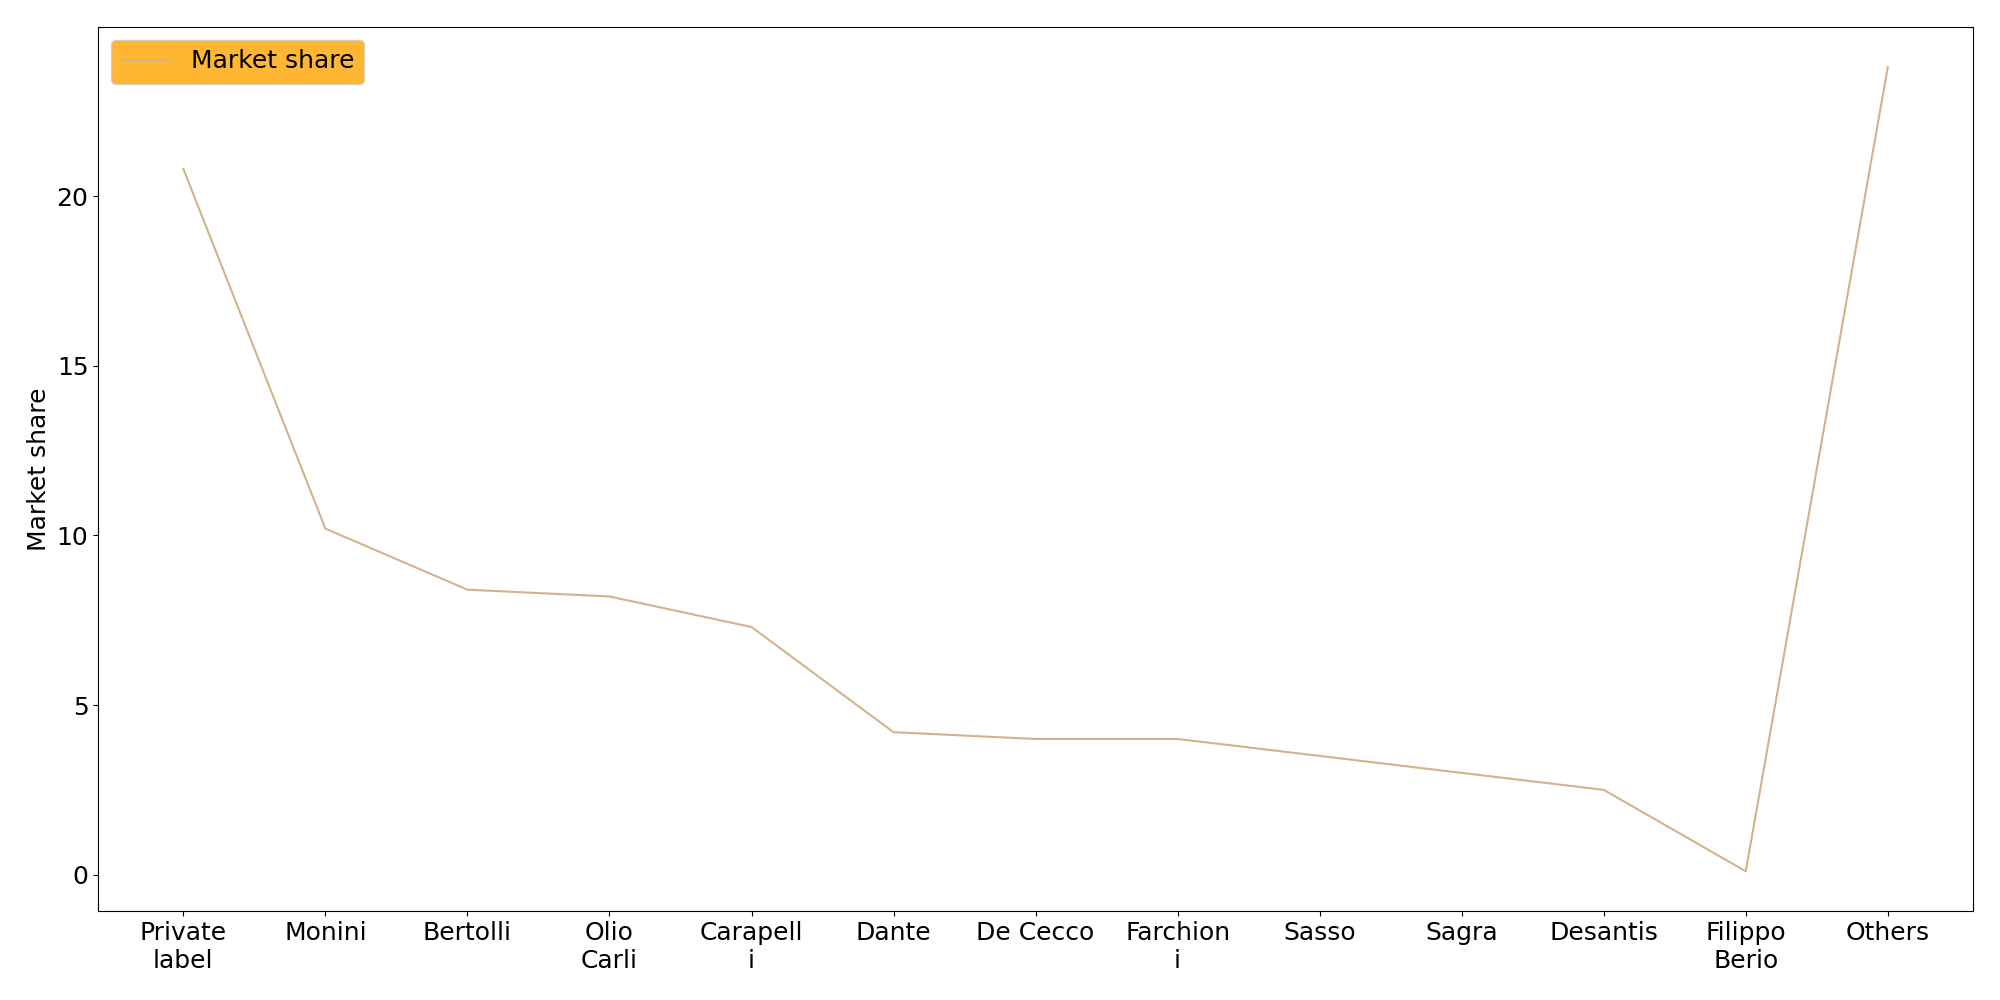 Market share
Market share
20
15
10
5
0
Private
label
Monini
Bertolli
Olio
Carli
Carapell
i
Dante
De Cecco
Farchion
i
Sasso
Sagra
Desantis
Filippo
Berio
Others